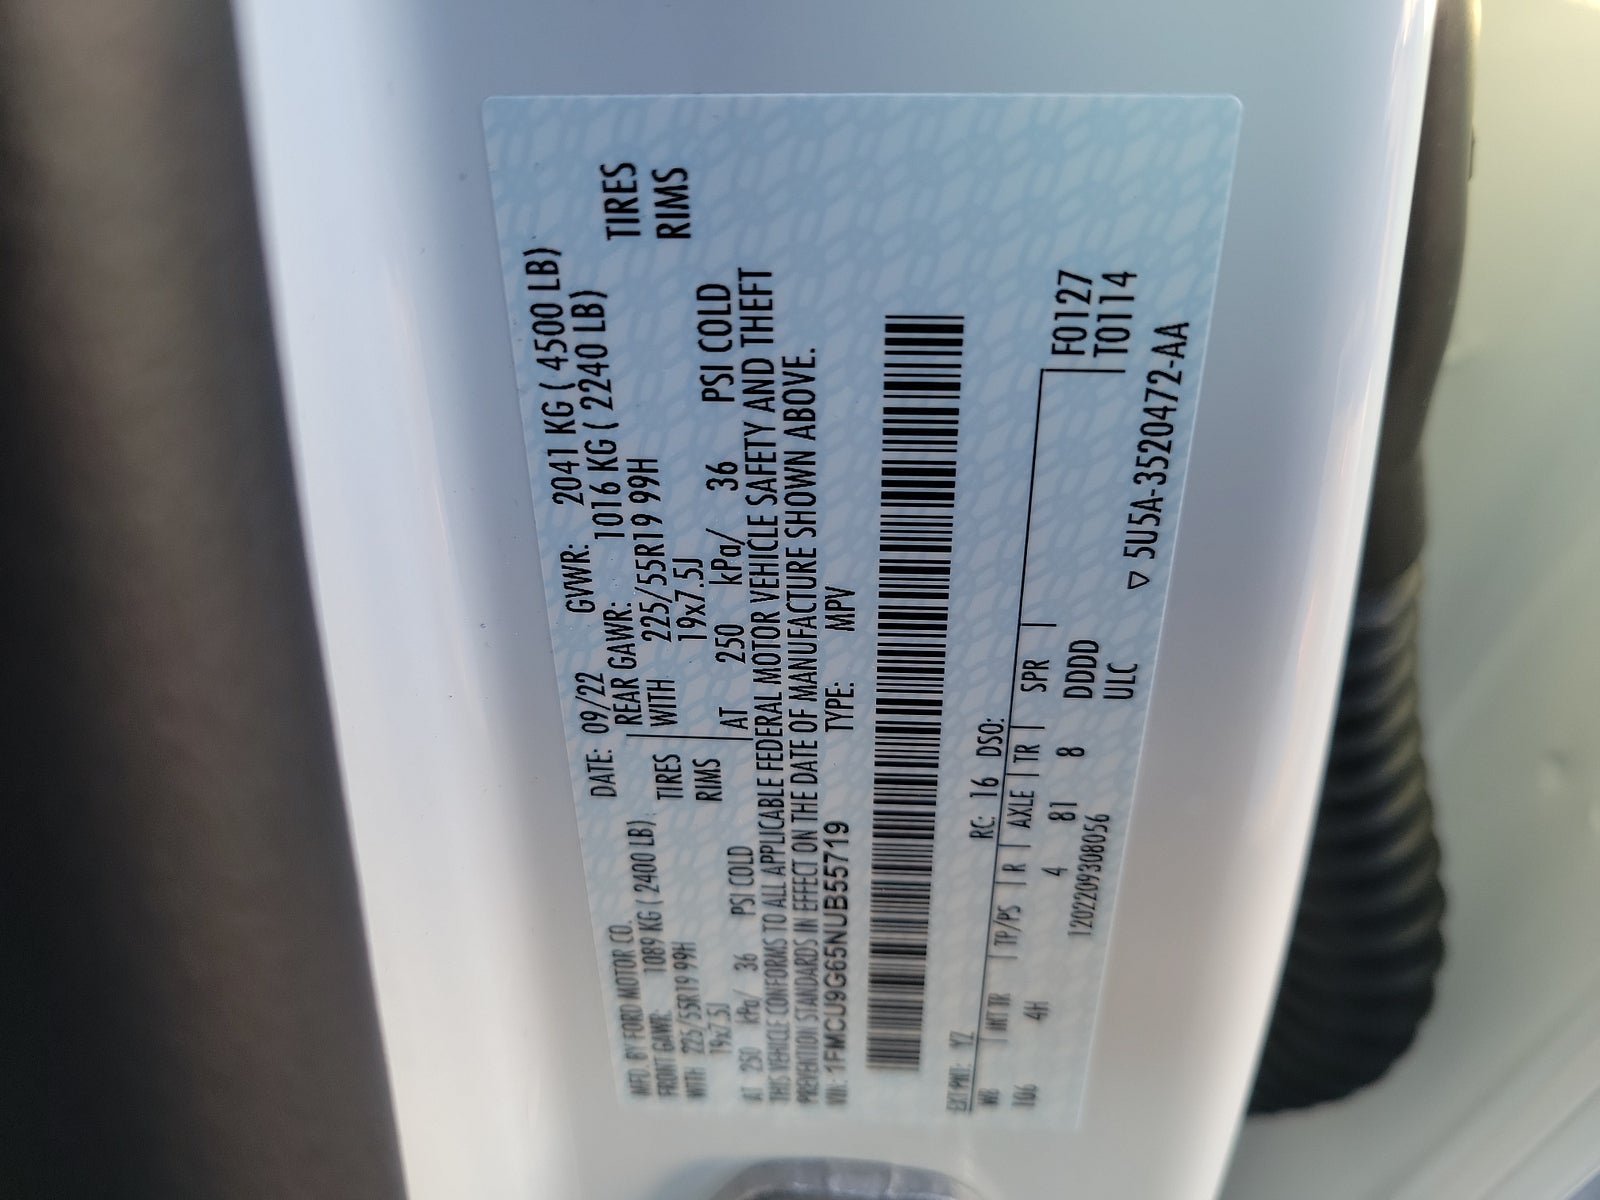 MFD. BY FORD MOTOR CO. DATE: 09/22 GVWR: 2041 KG ( 4500 LB)
FRONT GAWR: 1089 KG ( 2400 LB) REAR GAWR: 1016 KG ( 2240 LB)
WITH 225/55R19 99H TIRES WITH 225/55R19 99H TIRES
19x7.5J RIMS 19x7.5J RIMS
AT 250 kPa/ 36 PSI COLD AT 250 kPa/ 36 PSI COLD
THIS VEHICLE CONFORMS TO ALL APPLICABLE FEDERAL MOTOR VEHICLE SAFETY AND THEFT
PREVENTION STANDARDS IN EFFECT ON THE DATE OF MANUFACTURE SHOWN ABOVE.
VIN: 1FMCU9G65NUB55719 TYPE: MPV
EXT PNT: YZ RC: 16 DSO:
WB INT TR TP/PS R AXLE TR SPR F0127
106 4H 4 81 8 DDDD T0114
1202209308056 ULC
▽ 5U5A-3520472-AA